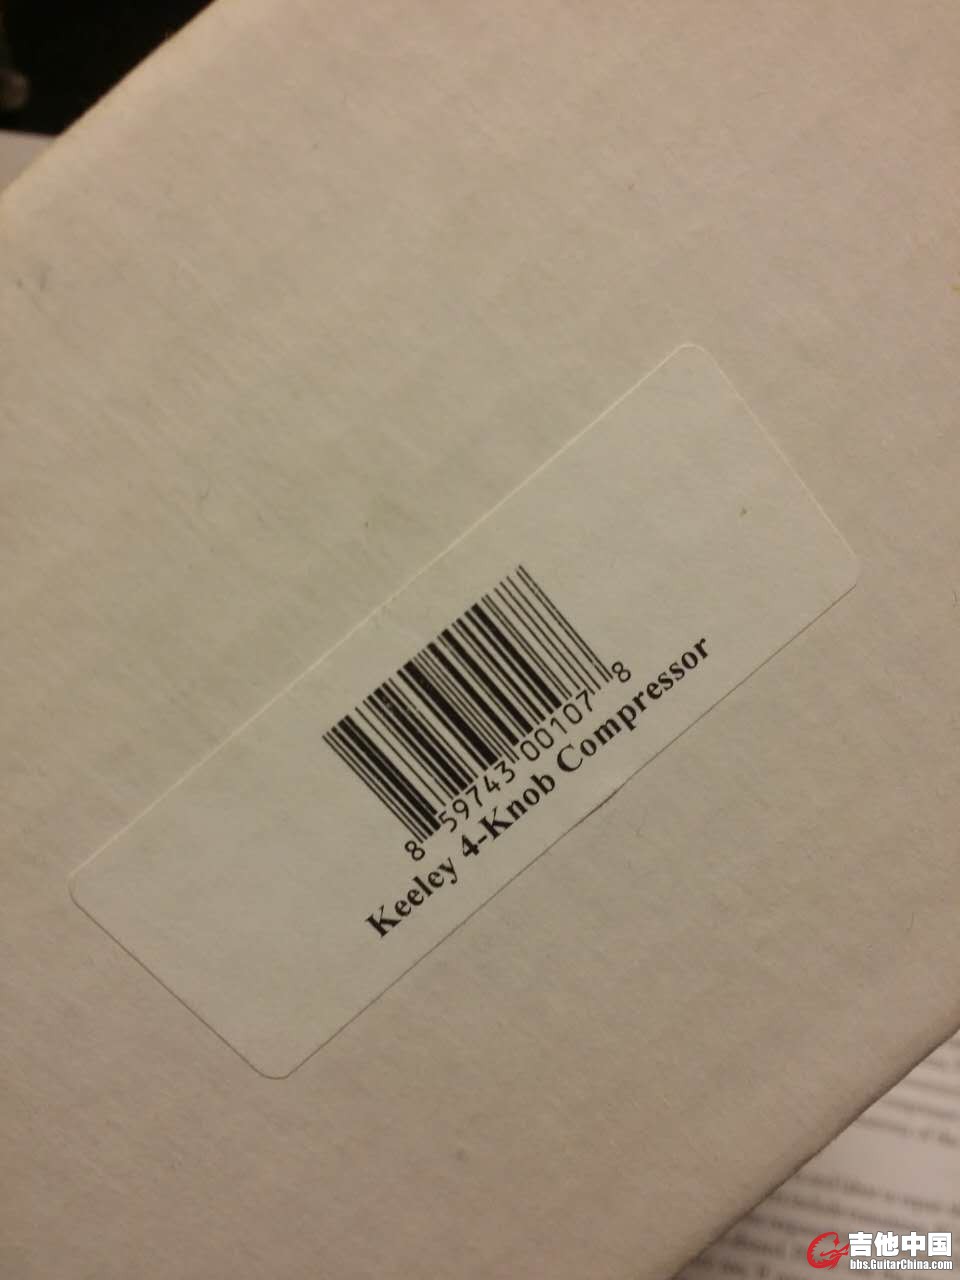 8 59743 00107 8
Keeley 4-Knob Compressor
吉他中国
bbs.GuitarChina.com